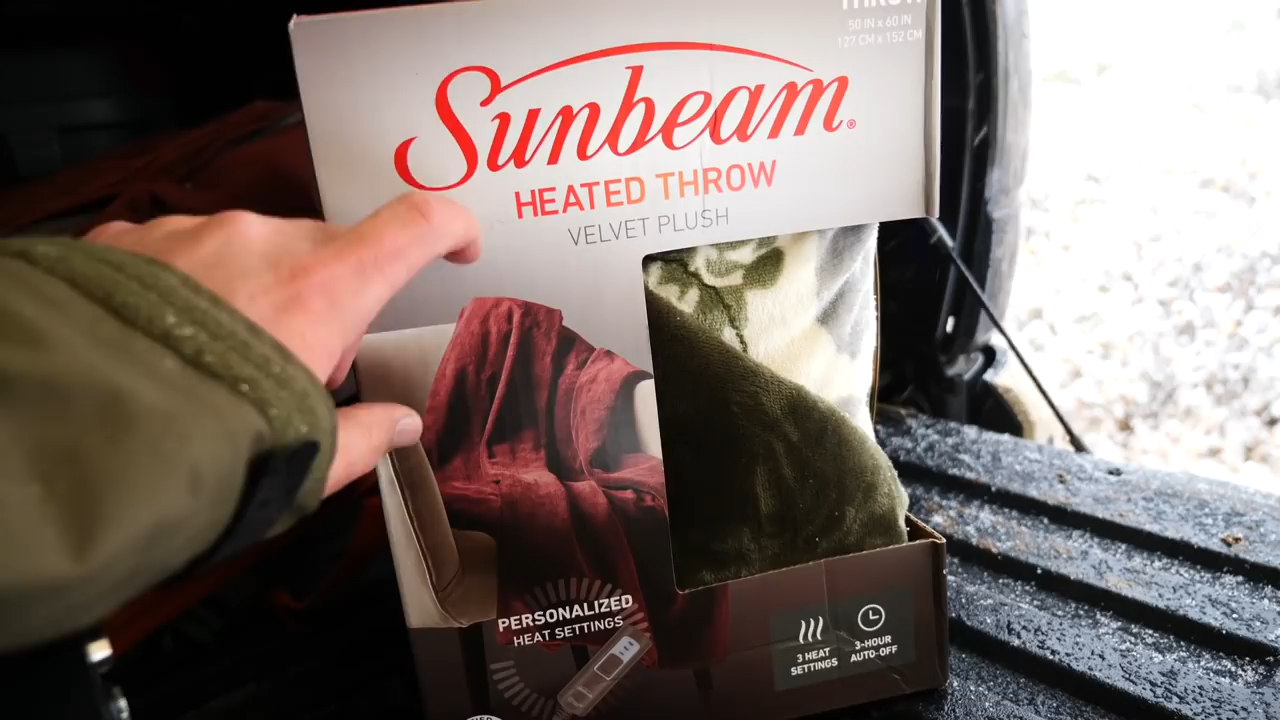 THROW
50 IN x 60 IN
127 CM x 152 CM
Sunbeam®
HEATED THROW
VELVET PLUSH
PERSONALIZED
HEAT SETTINGS
3 HEAT
SETTINGS
3-HOUR
AUTO-OFF